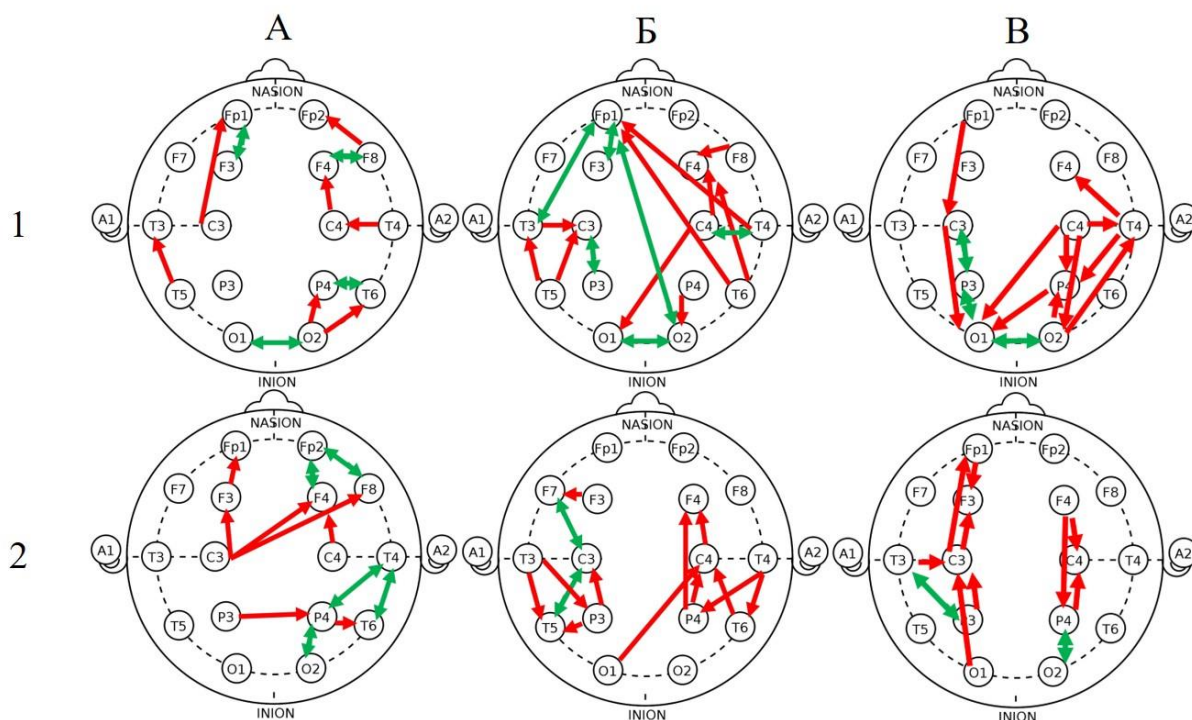 А Б В
NASION NASION NASION
Fp1 Fp2 Fp1 Fp2 Fp1 Fp2
F7 F3 F4 F8 F7 F3 F4 F8 F7 F3 F4 F8
1 A1 T3 C3 C4 T4 A2 A1 T3 C3 C4 T4 A2 A1 T3 C3 C4 T4 A2
T5 P3 P4 T6 T5 P3 P4 T6 T5 P3 P4 T6
O1 O2 O1 O2 O1 O2
INION INION INION
NASION NASION NASION
Fp1 Fp2 Fp1 Fp2 Fp1 Fp2
F7 F3 F4 F8 F7 F3 F4 F8 F7 F3 F4 F8
2 A1 T3 C3 C4 T4 A2 A1 T3 C3 C4 T4 A2 A1 T3 C3 C4 T4 A2
T5 P3 P4 T6 T5 P3 P4 T6 T5 P3 P4 T6
O1 O2 O1 O2 O1 O2
INION INION INION